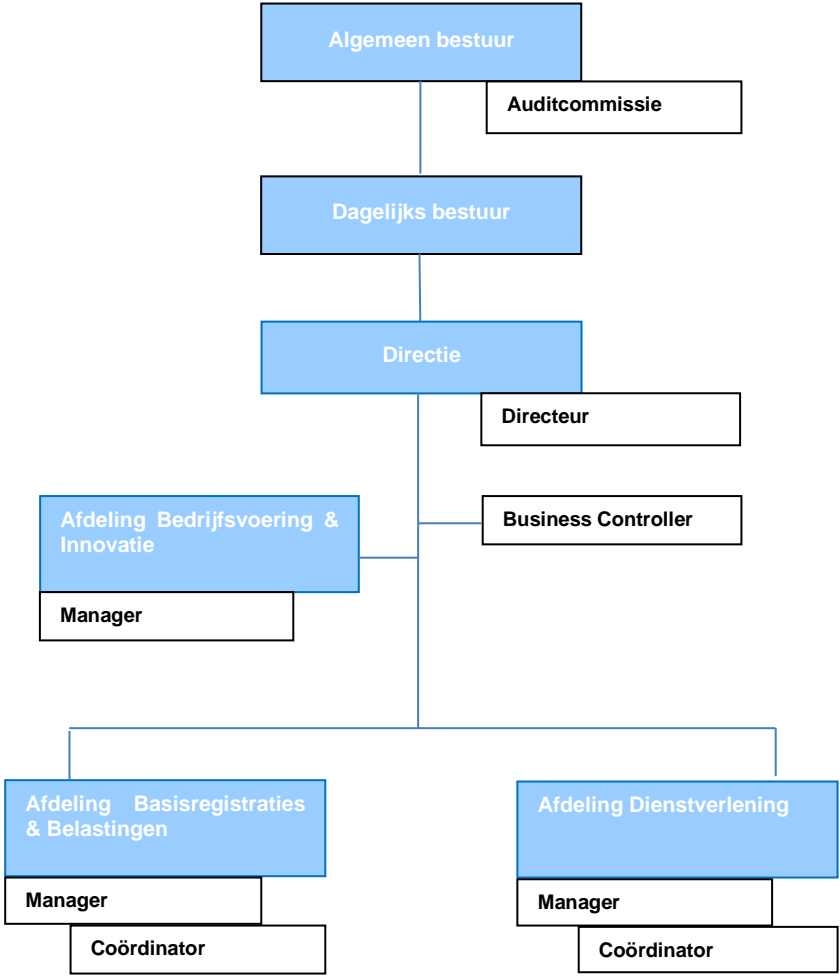 Algemeen bestuur
Auditcommissie
Dagelijks bestuur
Directie
Directeur
Afdeling Bedrijfsvoering &
Innovatie
Business Controller
Manager
Afdeling Basisregistraties
& Belastingen
Afdeling Dienstverlening
Manager
Manager
Coördinator
Coördinator